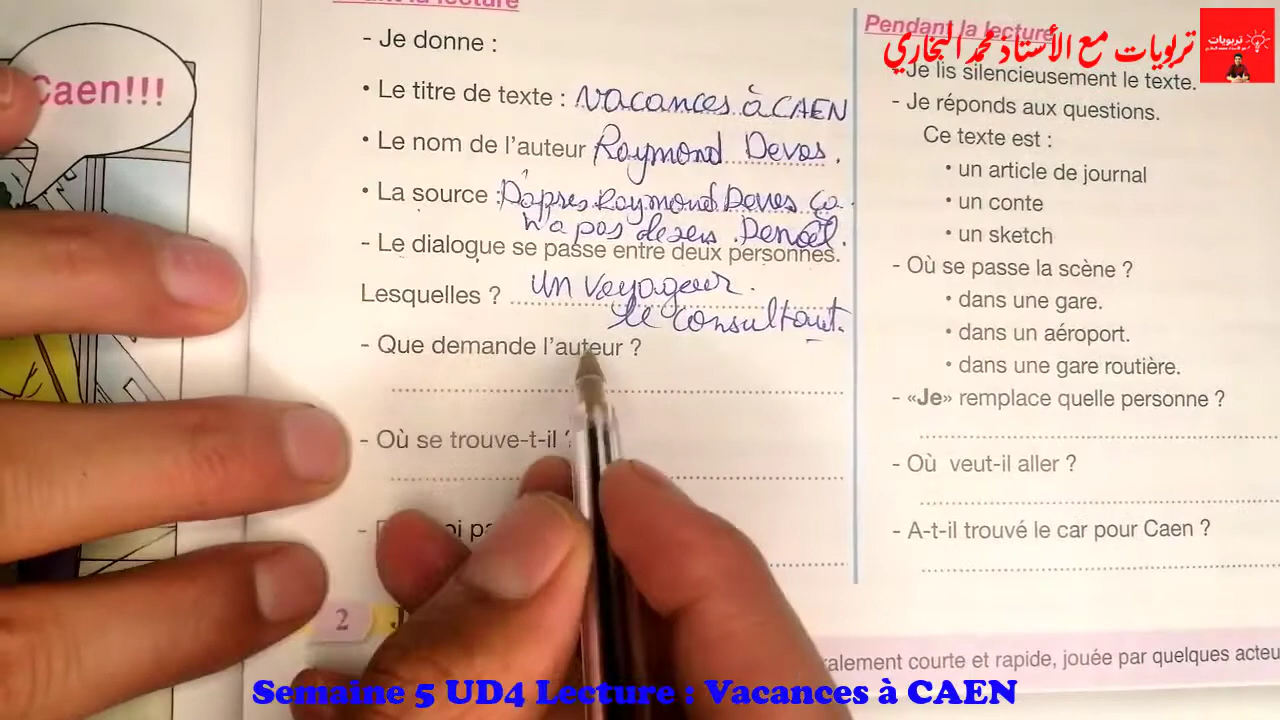 Caen!!!
- Je donne :
• Le titre de texte : vacances à CAEN
• Le nom de l'auteur Raymond Devos .
• La source : D'après Raymond Devos ça
n'a pas de sens . Denoël .
- Le dialogue se passe entre deux personnes.
Lesquelles ? un voyageur .
le consultant.
- Que demande l'auteur ?
- Où se trouve-t-il ?
2
Pendant la lecture
- Je lis silencieusement le texte.
- Je réponds aux questions.
Ce texte est :
• un article de journal
• un conte
• un sketch
- Où se passe la scène ?
• dans une gare.
• dans un aéroport.
• dans une gare routière.
- «Je» remplace quelle personne ?
- Où veut-il aller ?
- A-t-il trouvé le car pour Caen ?
courte et rapide, jouée par quelques
تربويات مع الأستاذ محمد البخاري
تربويات
Semaine 5 UD4 Lecture : Vacances à CAEN